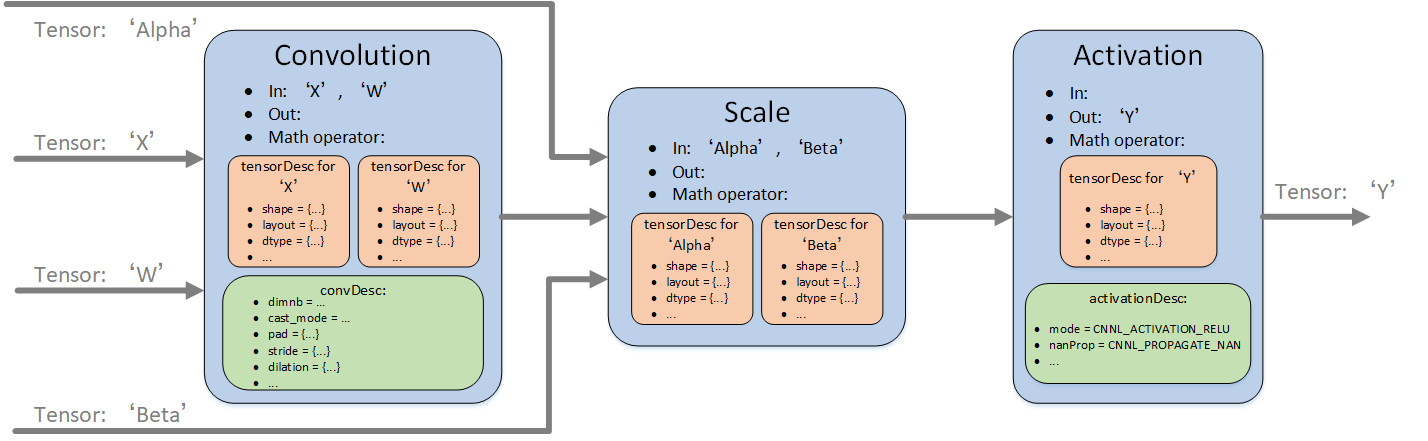 Tensor: ‘Alpha’
Tensor: ‘X’
Tensor: ‘W’
Tensor: ‘Beta’
Convolution
• In: ‘X’, ‘W’
• Out:
• Math operator:
tensorDesc for
‘X’
• shape = {...}
• layout = {...}
• dtype = {...}
• ...
tensorDesc for
‘W’
• shape = {...}
• layout = {...}
• dtype = {...}
• ...
convDesc:
• dimnb = ...
• cast_mode = ...
• pad = {...}
• stride = {...}
• dilation = {...}
• ...
Scale
• In: ‘Alpha’, ‘Beta’
• Out:
• Math operator:
tensorDesc for
‘Alpha’
• shape = {...}
• layout = {...}
• dtype = {...}
• ...
tensorDesc for
‘Beta’
• shape = {...}
• layout = {...}
• dtype = {...}
• ...
Activation
• In:
• Out: ‘Y’
• Math operator:
tensorDesc for ‘Y’
• shape = {...}
• layout = {...}
• dtype = {...}
• ...
activationDesc:
• mode = CNNL_ACTIVATION_RELU
• nanProp = CNNL_PROPAGATE_NAN
• ...
Tensor: ‘Y’